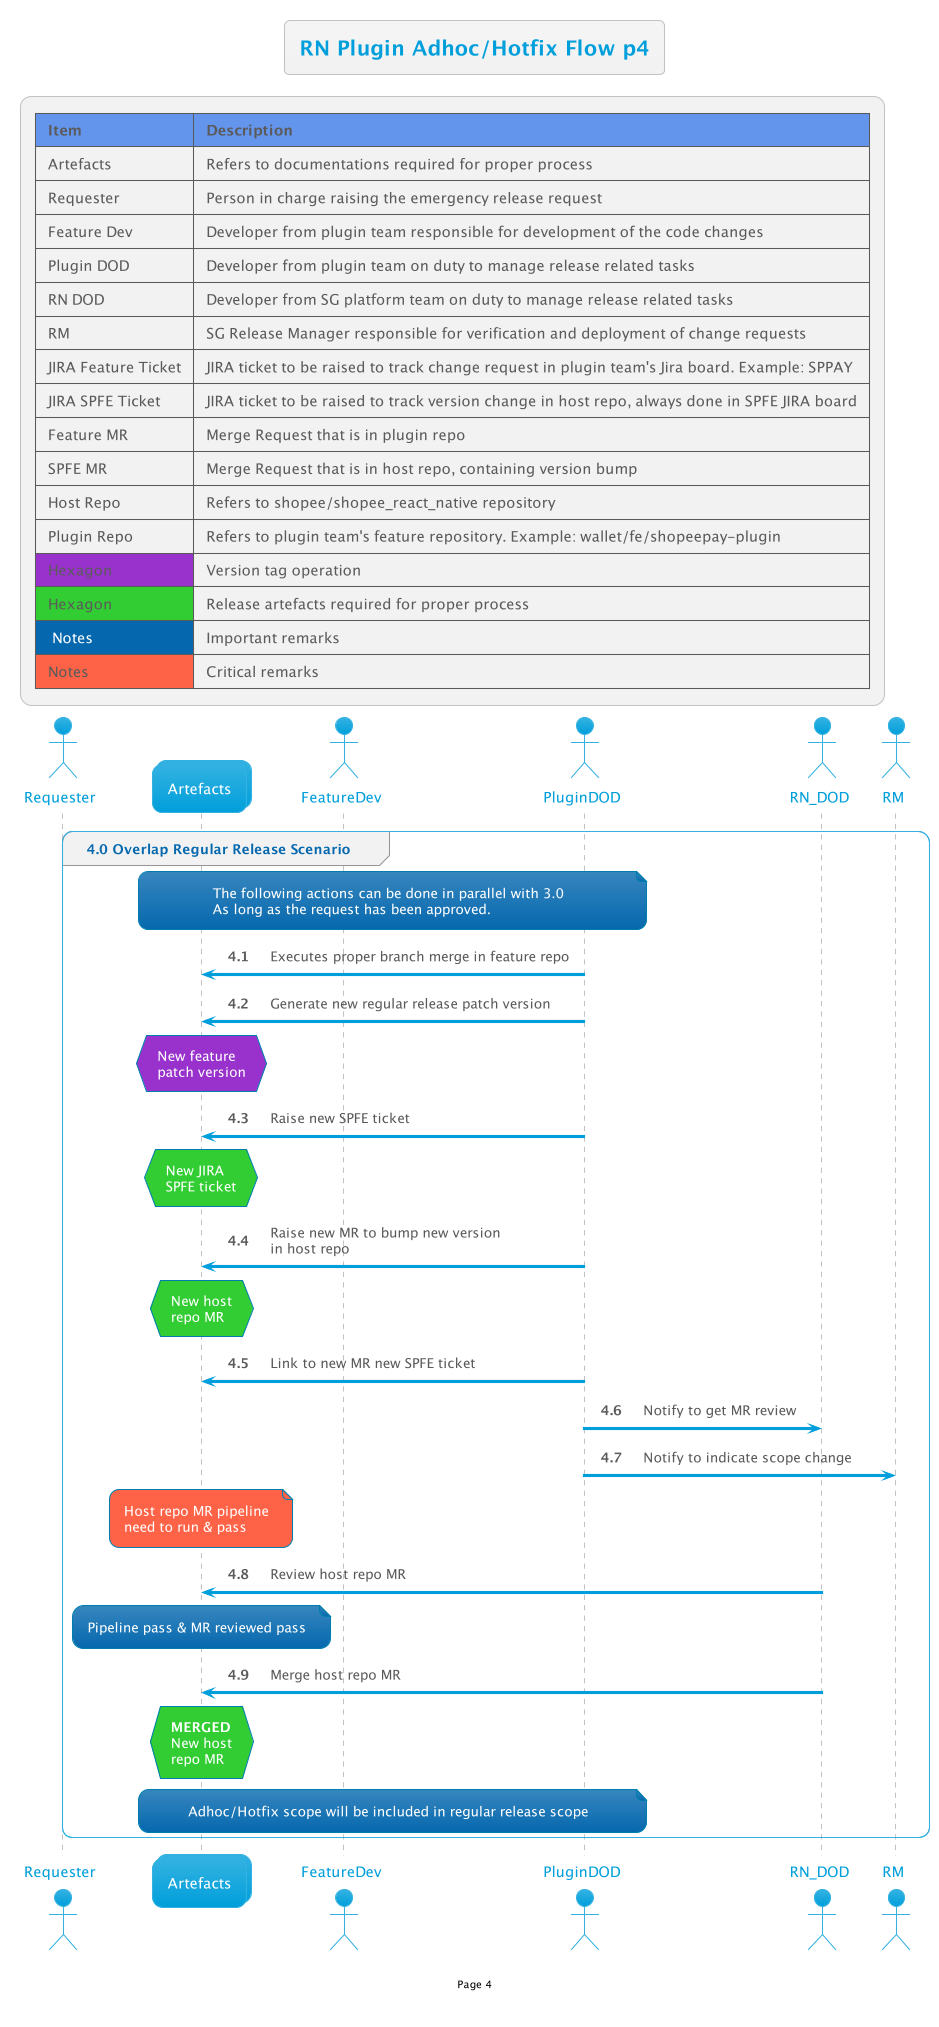 RN Plugin Adhoc/Hotfix Flow p4
Item Description
Artefacts Refers to documentations required for proper process
Requester Person in charge raising the emergency release request
Feature Dev Developer from plugin team responsible for development of the code changes
Plugin DOD Developer from plugin team on duty to manage release related tasks
RN DOD Developer from SG platform team on duty to manage release related tasks
RM SG Release Manager responsible for verification and deployment of change requests
JIRA Feature Ticket JIRA ticket to be raised to track change request in plugin team's Jira board. Example: SPPAY
JIRA SPFE Ticket JIRA ticket to be raised to track version change in host repo, always done in SPFE JIRA board
Feature MR Merge Request that is in plugin repo
SPFE MR Merge Request that is in host repo, containing version bump
Host Repo Refers to shopee/shopee_react_native repository
Plugin Repo Refers to plugin team's feature repository. Example: wallet/fe/shopeepay-plugin
Hexagon Version tag operation
Hexagon Release artefacts required for proper process
Notes Important remarks
Notes Critical remarks
Requester Artefacts FeatureDev PluginDOD RN_DOD RM
4.0 Overlap Regular Release Scenario
The following actions can be done in parallel with 3.0
As long as the request has been approved.
4.1 Executes proper branch merge in feature repo
4.2 Generate new regular release patch version
New feature
patch version
4.3 Raise new SPFE ticket
New JIRA
SPFE ticket
4.4 Raise new MR to bump new version
in host repo
New host
repo MR
4.5 Link to new MR new SPFE ticket
4.6 Notify to get MR review
4.7 Notify to indicate scope change
Host repo MR pipeline
need to run & pass
4.8 Review host repo MR
Pipeline pass & MR reviewed pass
4.9 Merge host repo MR
MERGED
New host
repo MR
Adhoc/Hotfix scope will be included in regular release scope
Requester Artefacts FeatureDev PluginDOD RN_DOD RM
Page 4